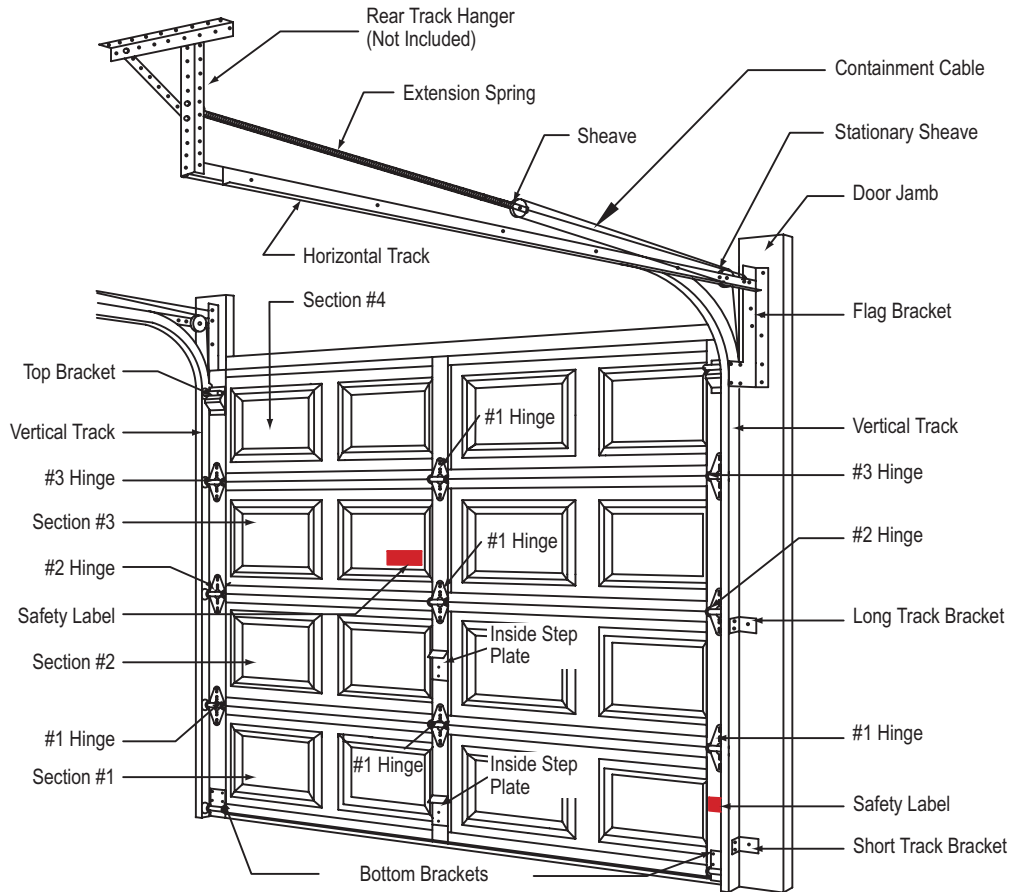 Rear Track Hanger
(Not Included)
Containment Cable
Extension Spring
Sheave
Stationary Sheave
Door Jamb
Horizontal Track
Section #4
Flag Bracket
Top Bracket
#1 Hinge
Vertical Track
Vertical Track
#3 Hinge
#3 Hinge
Section #3
#2 Hinge
#1 Hinge
#2 Hinge
Safety Label
Long Track Bracket
Inside Step
Plate
Section #2
#1 Hinge
#1 Hinge
#1 Hinge
Inside Step
Plate
Section #1
Safety Label
Short Track Bracket
Bottom Brackets